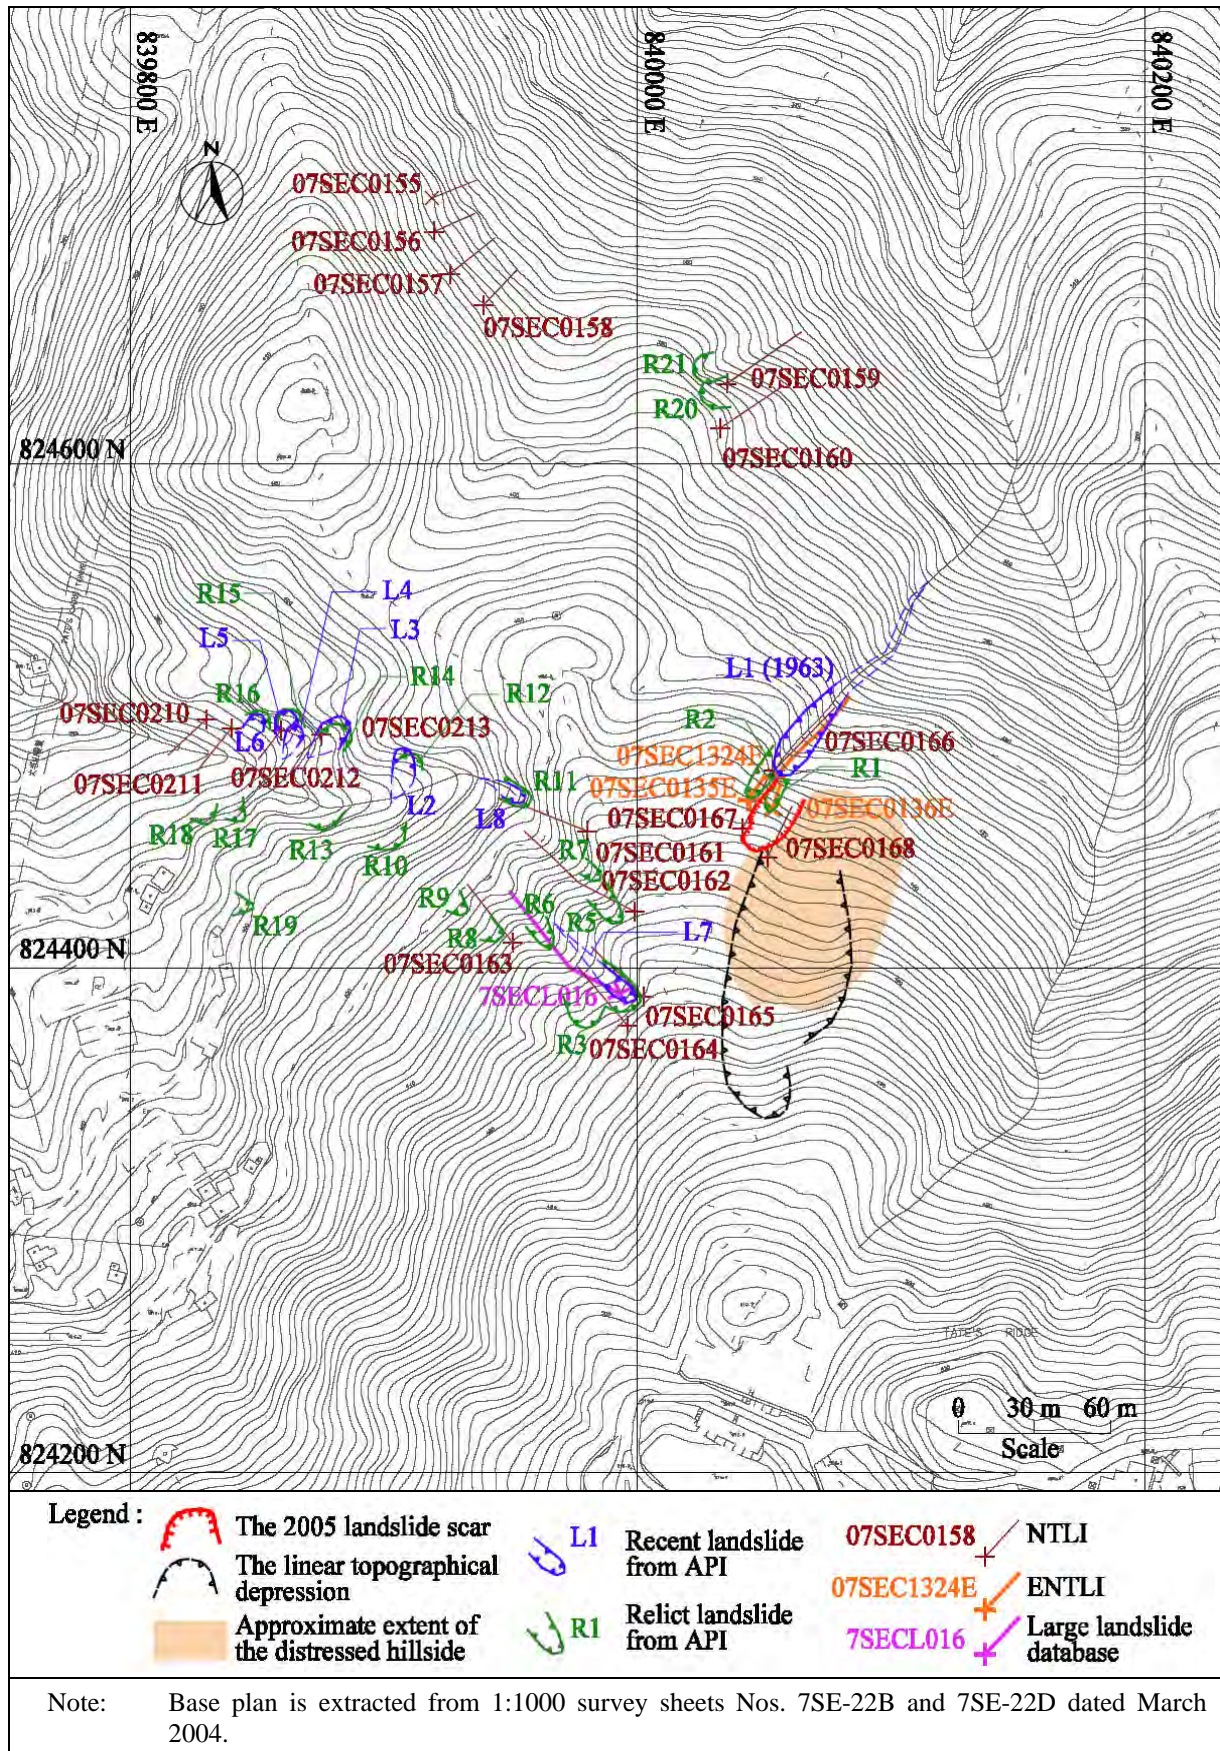 839800 E
840000 E
840200 E
N
07SEC0155
07SEC0156
07SEC0157
07SEC0158
R21
07SEC0159
R20
824600 N
07SEC0160
R15
L4
L5
L3
R14
L1 (1963)
R12
R16
R2
07SEC0210
07SEC0213
07SEC0166
L6
07SEC1324E
R1
07SEC0211
07SEC0212
R11
07SEC0135E
L2
07SEC0136E
L8
07SEC0167
R18
R17
R13
R10
R7
07SEC0161
07SEC0168
07SEC0162
R9
R6
R5
R19
L7
R8
824400 N
07SEC0163
7SECL016
07SEC0165
R3
07SEC0164
TATE'S RIDGE
0 30 m 60 m
Scale
824200 N
Legend :
The 2005 landslide scar
The linear topographical
depression
Approximate extent of
the distressed hillside
L1
Recent landslide
from API
R1
Relict landslide
from API
07SEC0158
NTLI
07SEC1324E
ENTLI
7SECL016
Large landslide
database
Note: Base plan is extracted from 1:1000 survey sheets Nos. 7SE-22B and 7SE-22D dated March
2004.